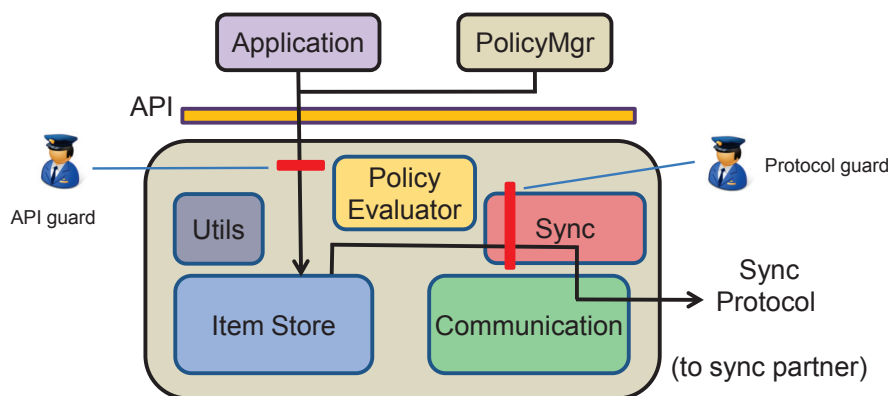 Application
PolicyMgr
API
API guard
Protocol guard
Policy
Evaluator
Utils
Sync
Item Store
Communication
Sync
Protocol
(to sync partner)